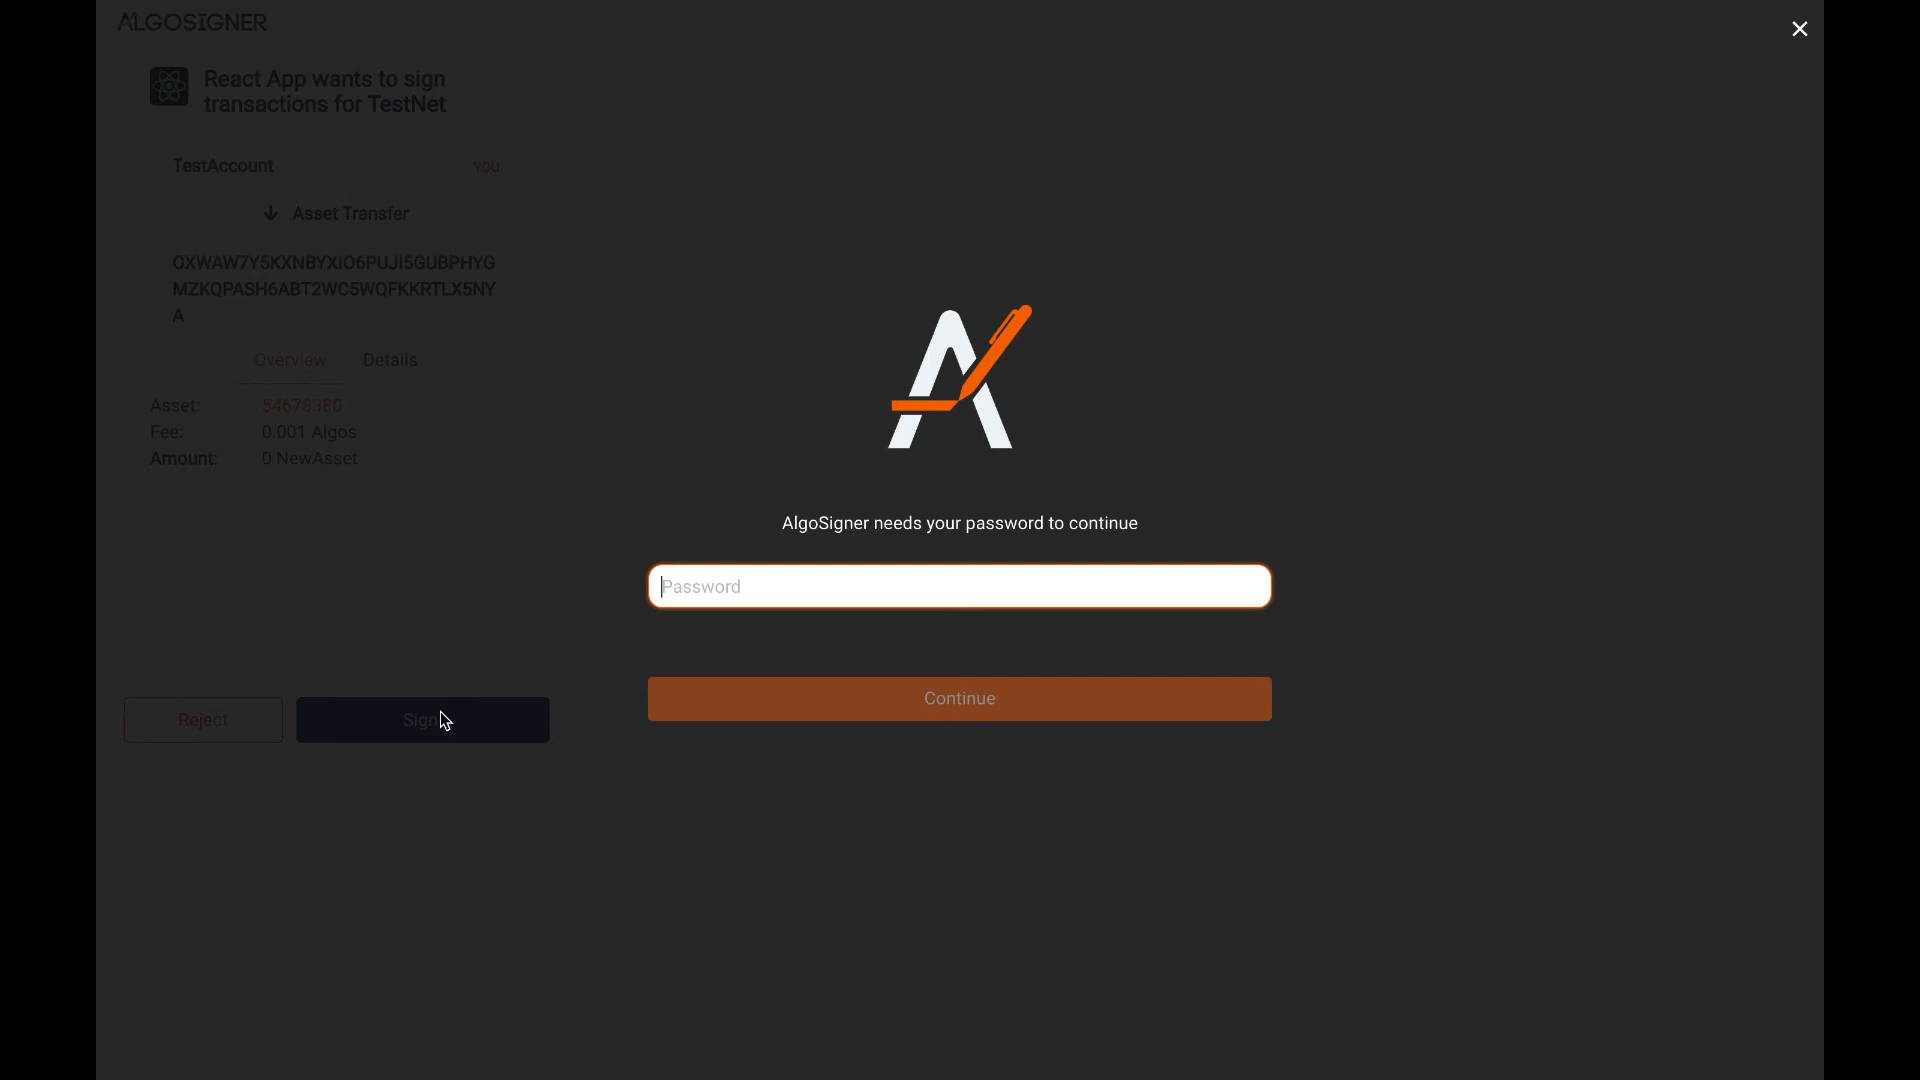 ALGOSIGNER
React App wants to sign
transactions for TestNet
TestAccount
YOU
Asset Transfer
OXWAW7Y5KXNBYXIO6PUJI5GUBPHYG
MZKQPASH6ABT2WC5WQFKKRTLX5NY
A
Overview Details
Asset: 54678380
Fee: 0.001 Algos
Amount: 0 NewAsset
AlgoSigner needs your password to continue
Password
Continue
Reject
Sign